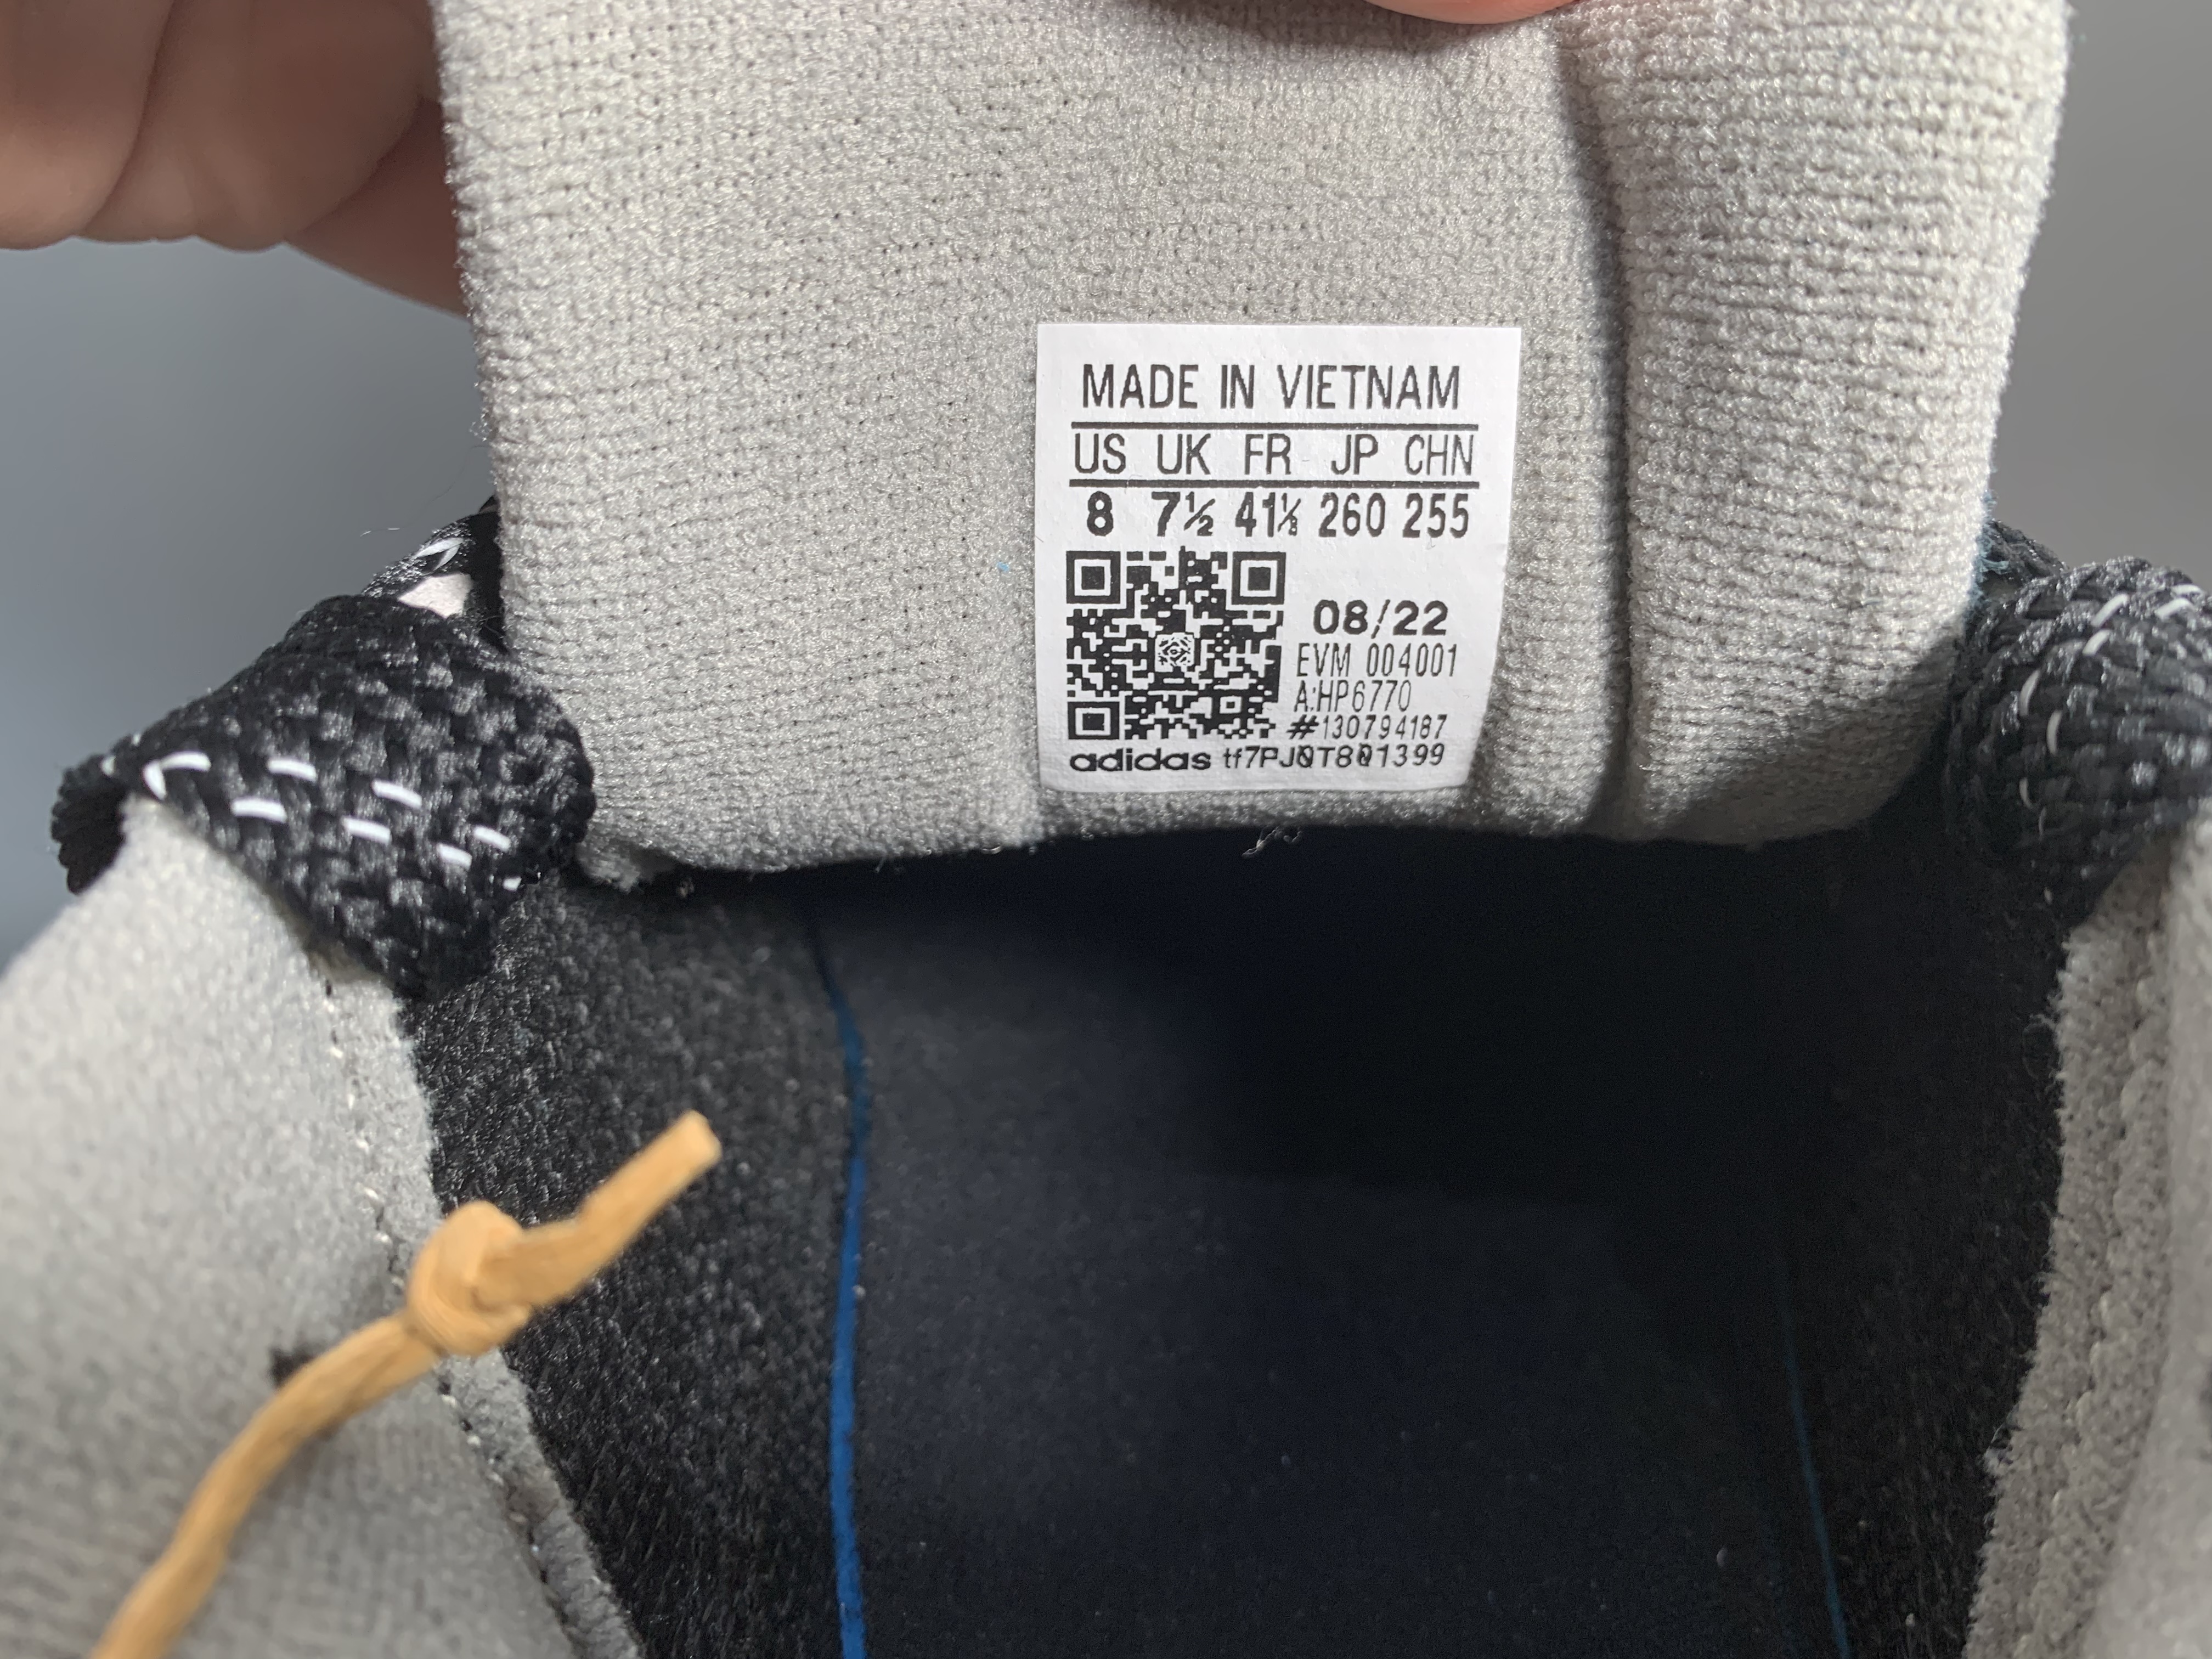 MADE IN VIETNAM
US UK FR JP CHN
8 7½ 41⅓ 260 255
08/22
EVM 004001
A:HP6770
#130794187
adidas tf7PJ0T801399